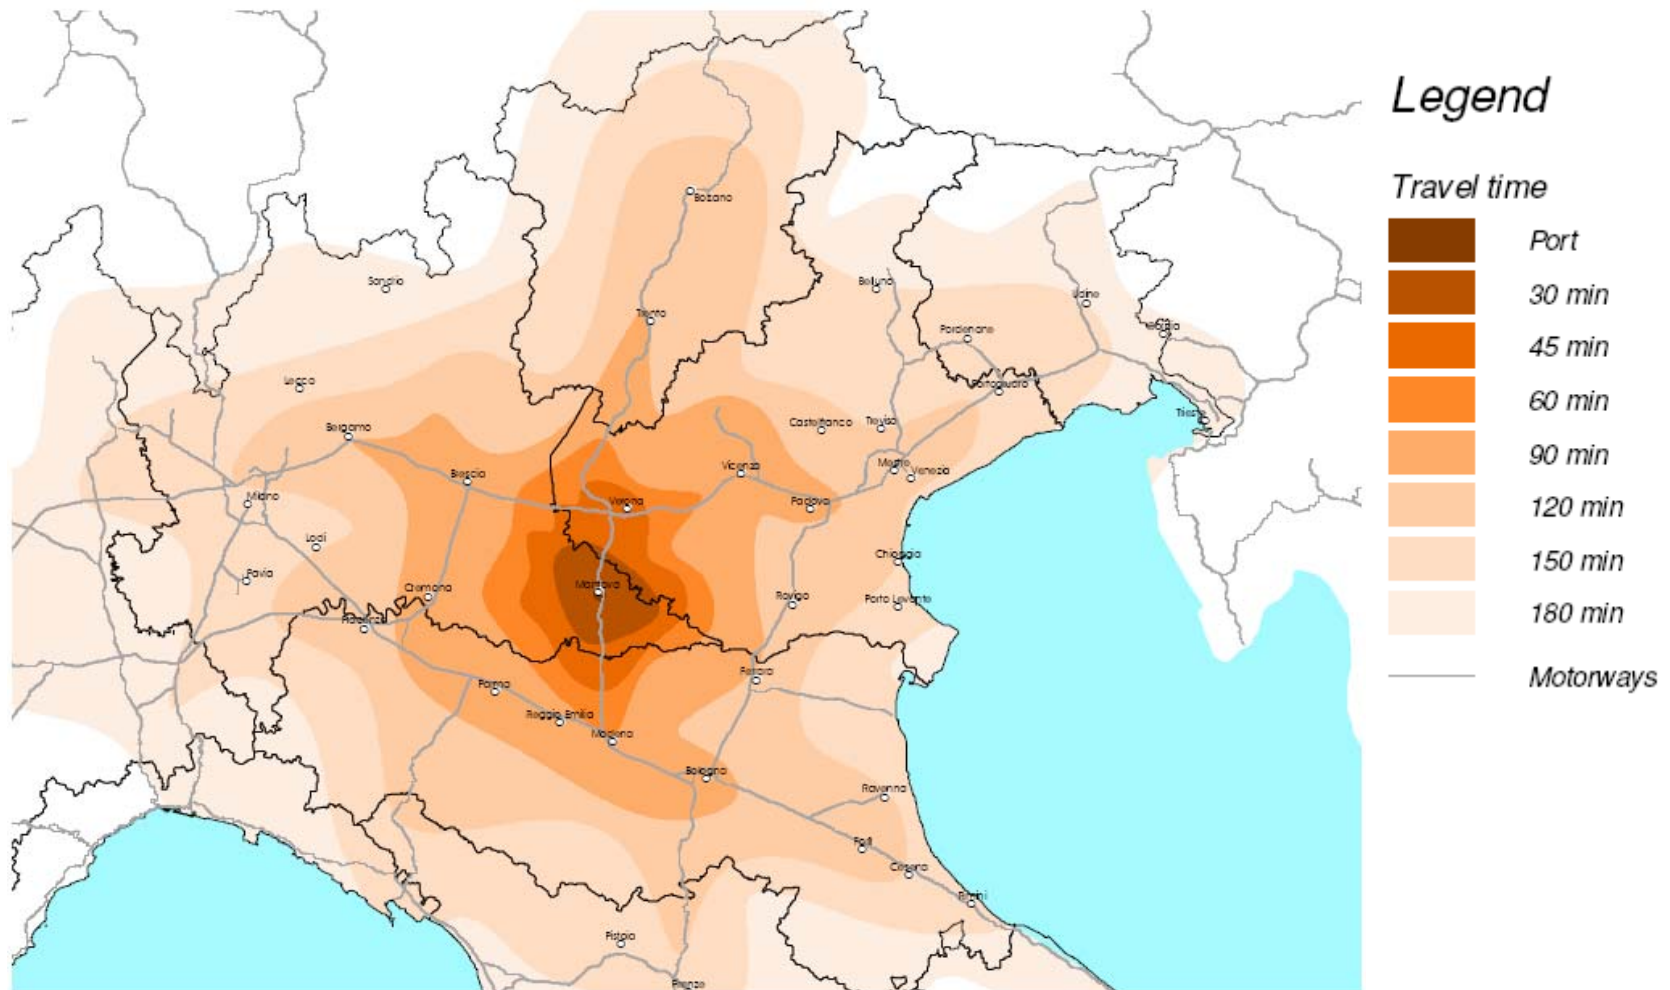 Legend
Travel time
Port
30 min
45 min
60 min
90 min
120 min
150 min
180 min
Motorways
Bolzano
Sondrio
Belluno
Udine
Trento
Gorizia
Pordenone
Lecco
Portogruaro
Trieste
Bergamo
Castelfranco
Treviso
Brescia
Vicenza
Mestre
Venezia
Milano
Verona
Padova
Lodi
Chioggia
Pavia
Cremona
Mantova
Rovigo
Porto Levante
Piacenza
Ferrara
Parma
Reggio Emilia
Modena
Bologna
Ravenna
Forlì
Cesena
Rimini
Pistoia
Firenze